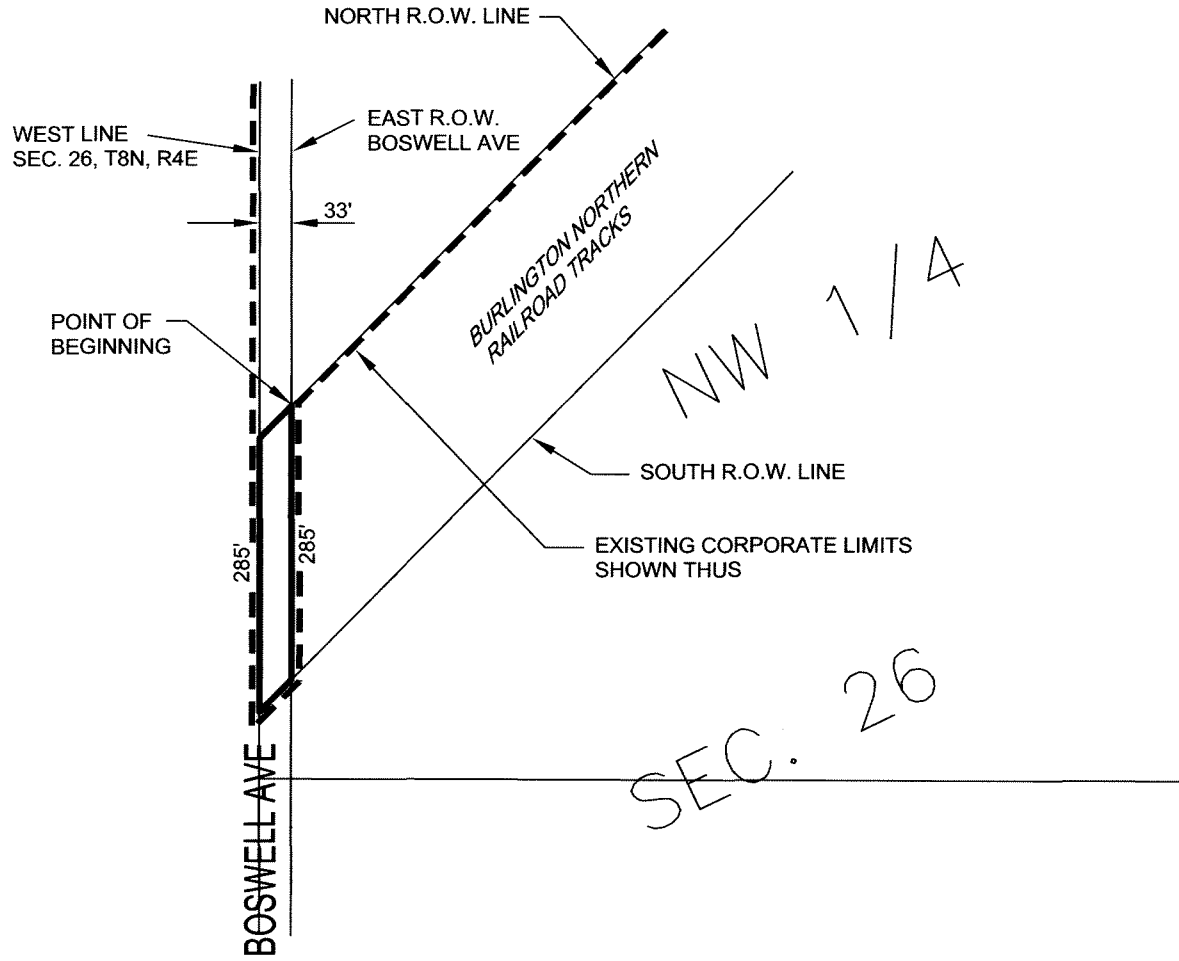 NORTH R.O.W. LINE
WEST LINE
SEC. 26, T8N, R4E
EAST R.O.W.
BOSWELL AVE
33'
BURLINGTON NORTHERN
RAILROAD TRACKS
NW 1/4
POINT OF
BEGINNING
SOUTH R.O.W. LINE
EXISTING CORPORATE LIMITS
SHOWN THUS
285'
285'
SEC. 26
BOSWELL AVE